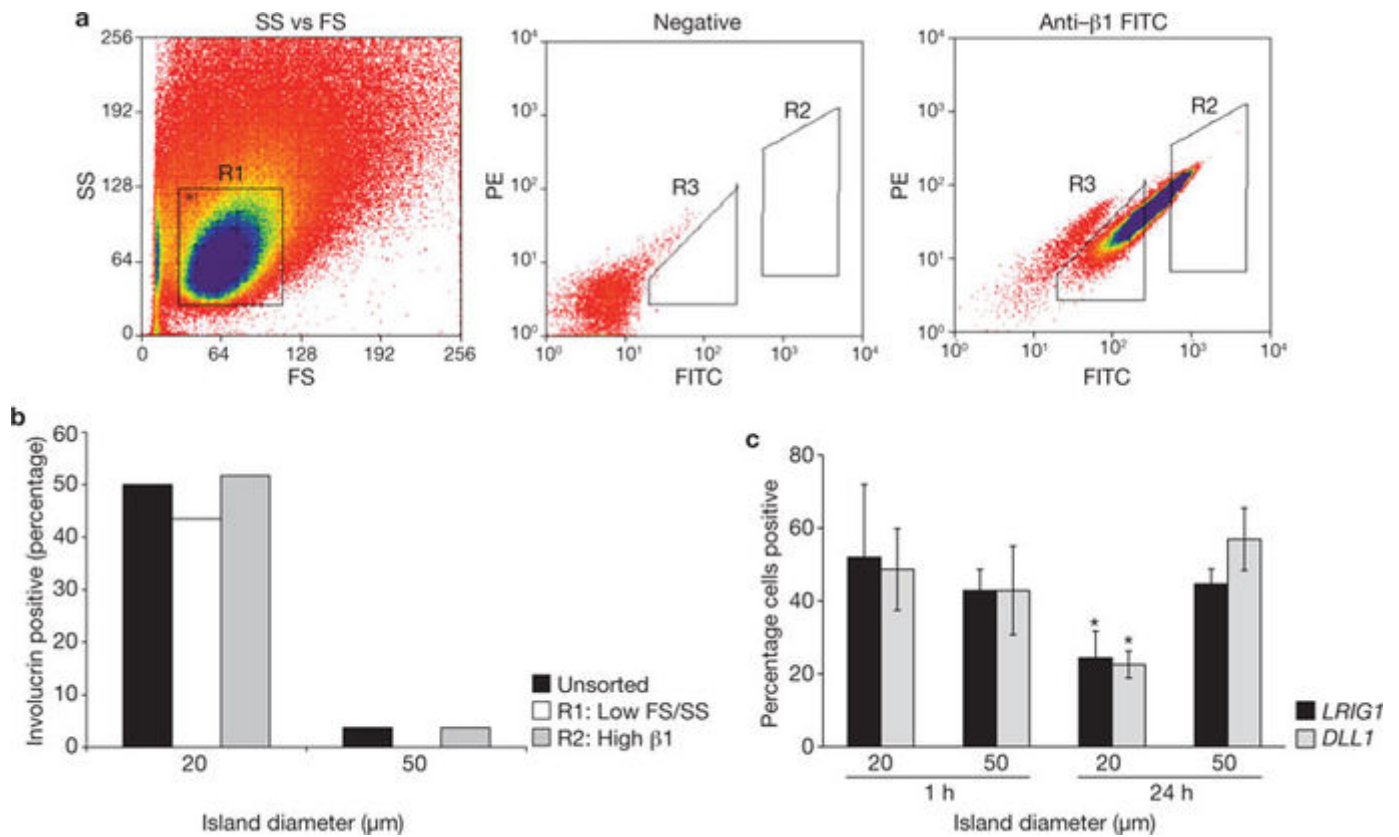 a
SS vs FS
Negative
Anti–β1 FITC
256
192
128
64
0
SS
R1
0 64 128 192 256
FS
10⁴
10³
10²
10¹
10⁰
PE
R2
R3
10⁰ 10¹ 10² 10³ 10⁴
FITC
10⁴
10³
10²
10¹
10⁰
PE
R2
R3
10⁰ 10¹ 10² 10³ 10⁴
FITC
b
60
50
40
30
20
10
0
Involucrin positive (percentage)
20 50
Island diameter (µm)
Unsorted
R1: Low FS/SS
R2: High β1
c
80
60
40
20
0
Percentage cells positive
* *
20 50 20 50
1 h 24 h
Island diameter (µm)
LRIG1
DLL1